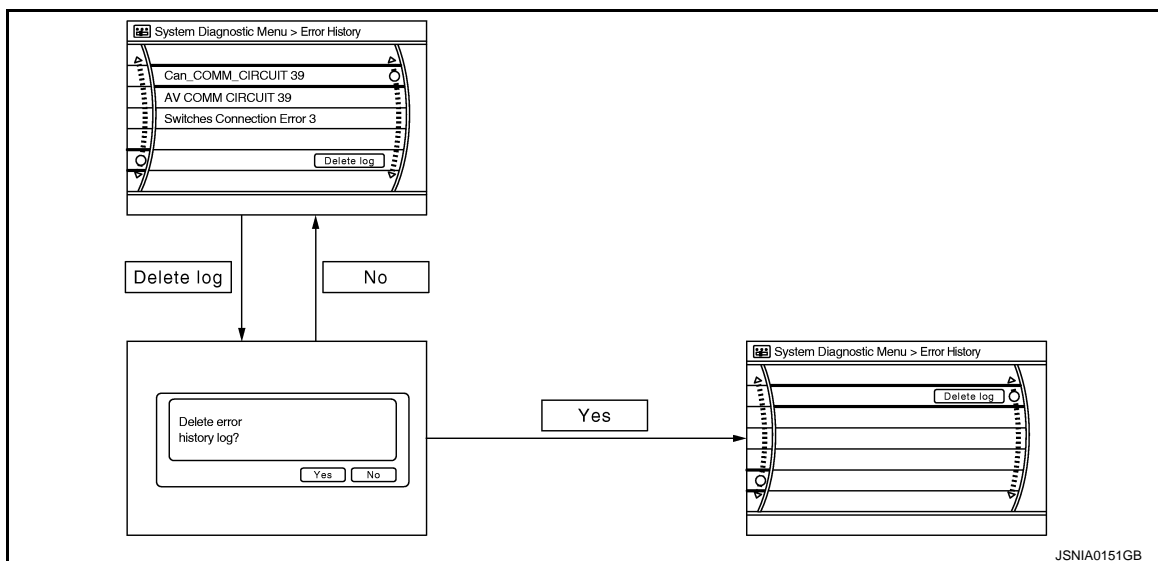 System Diagnostic Menu > Error History
Can_COMM_CIRCUIT 39
AV COMM CIRCUIT 39
Switches Connection Error 3
Delete log
Delete log
No
Delete error
history log?
Yes
No
Yes
System Diagnostic Menu > Error History
Delete log
JSNIA0151GB